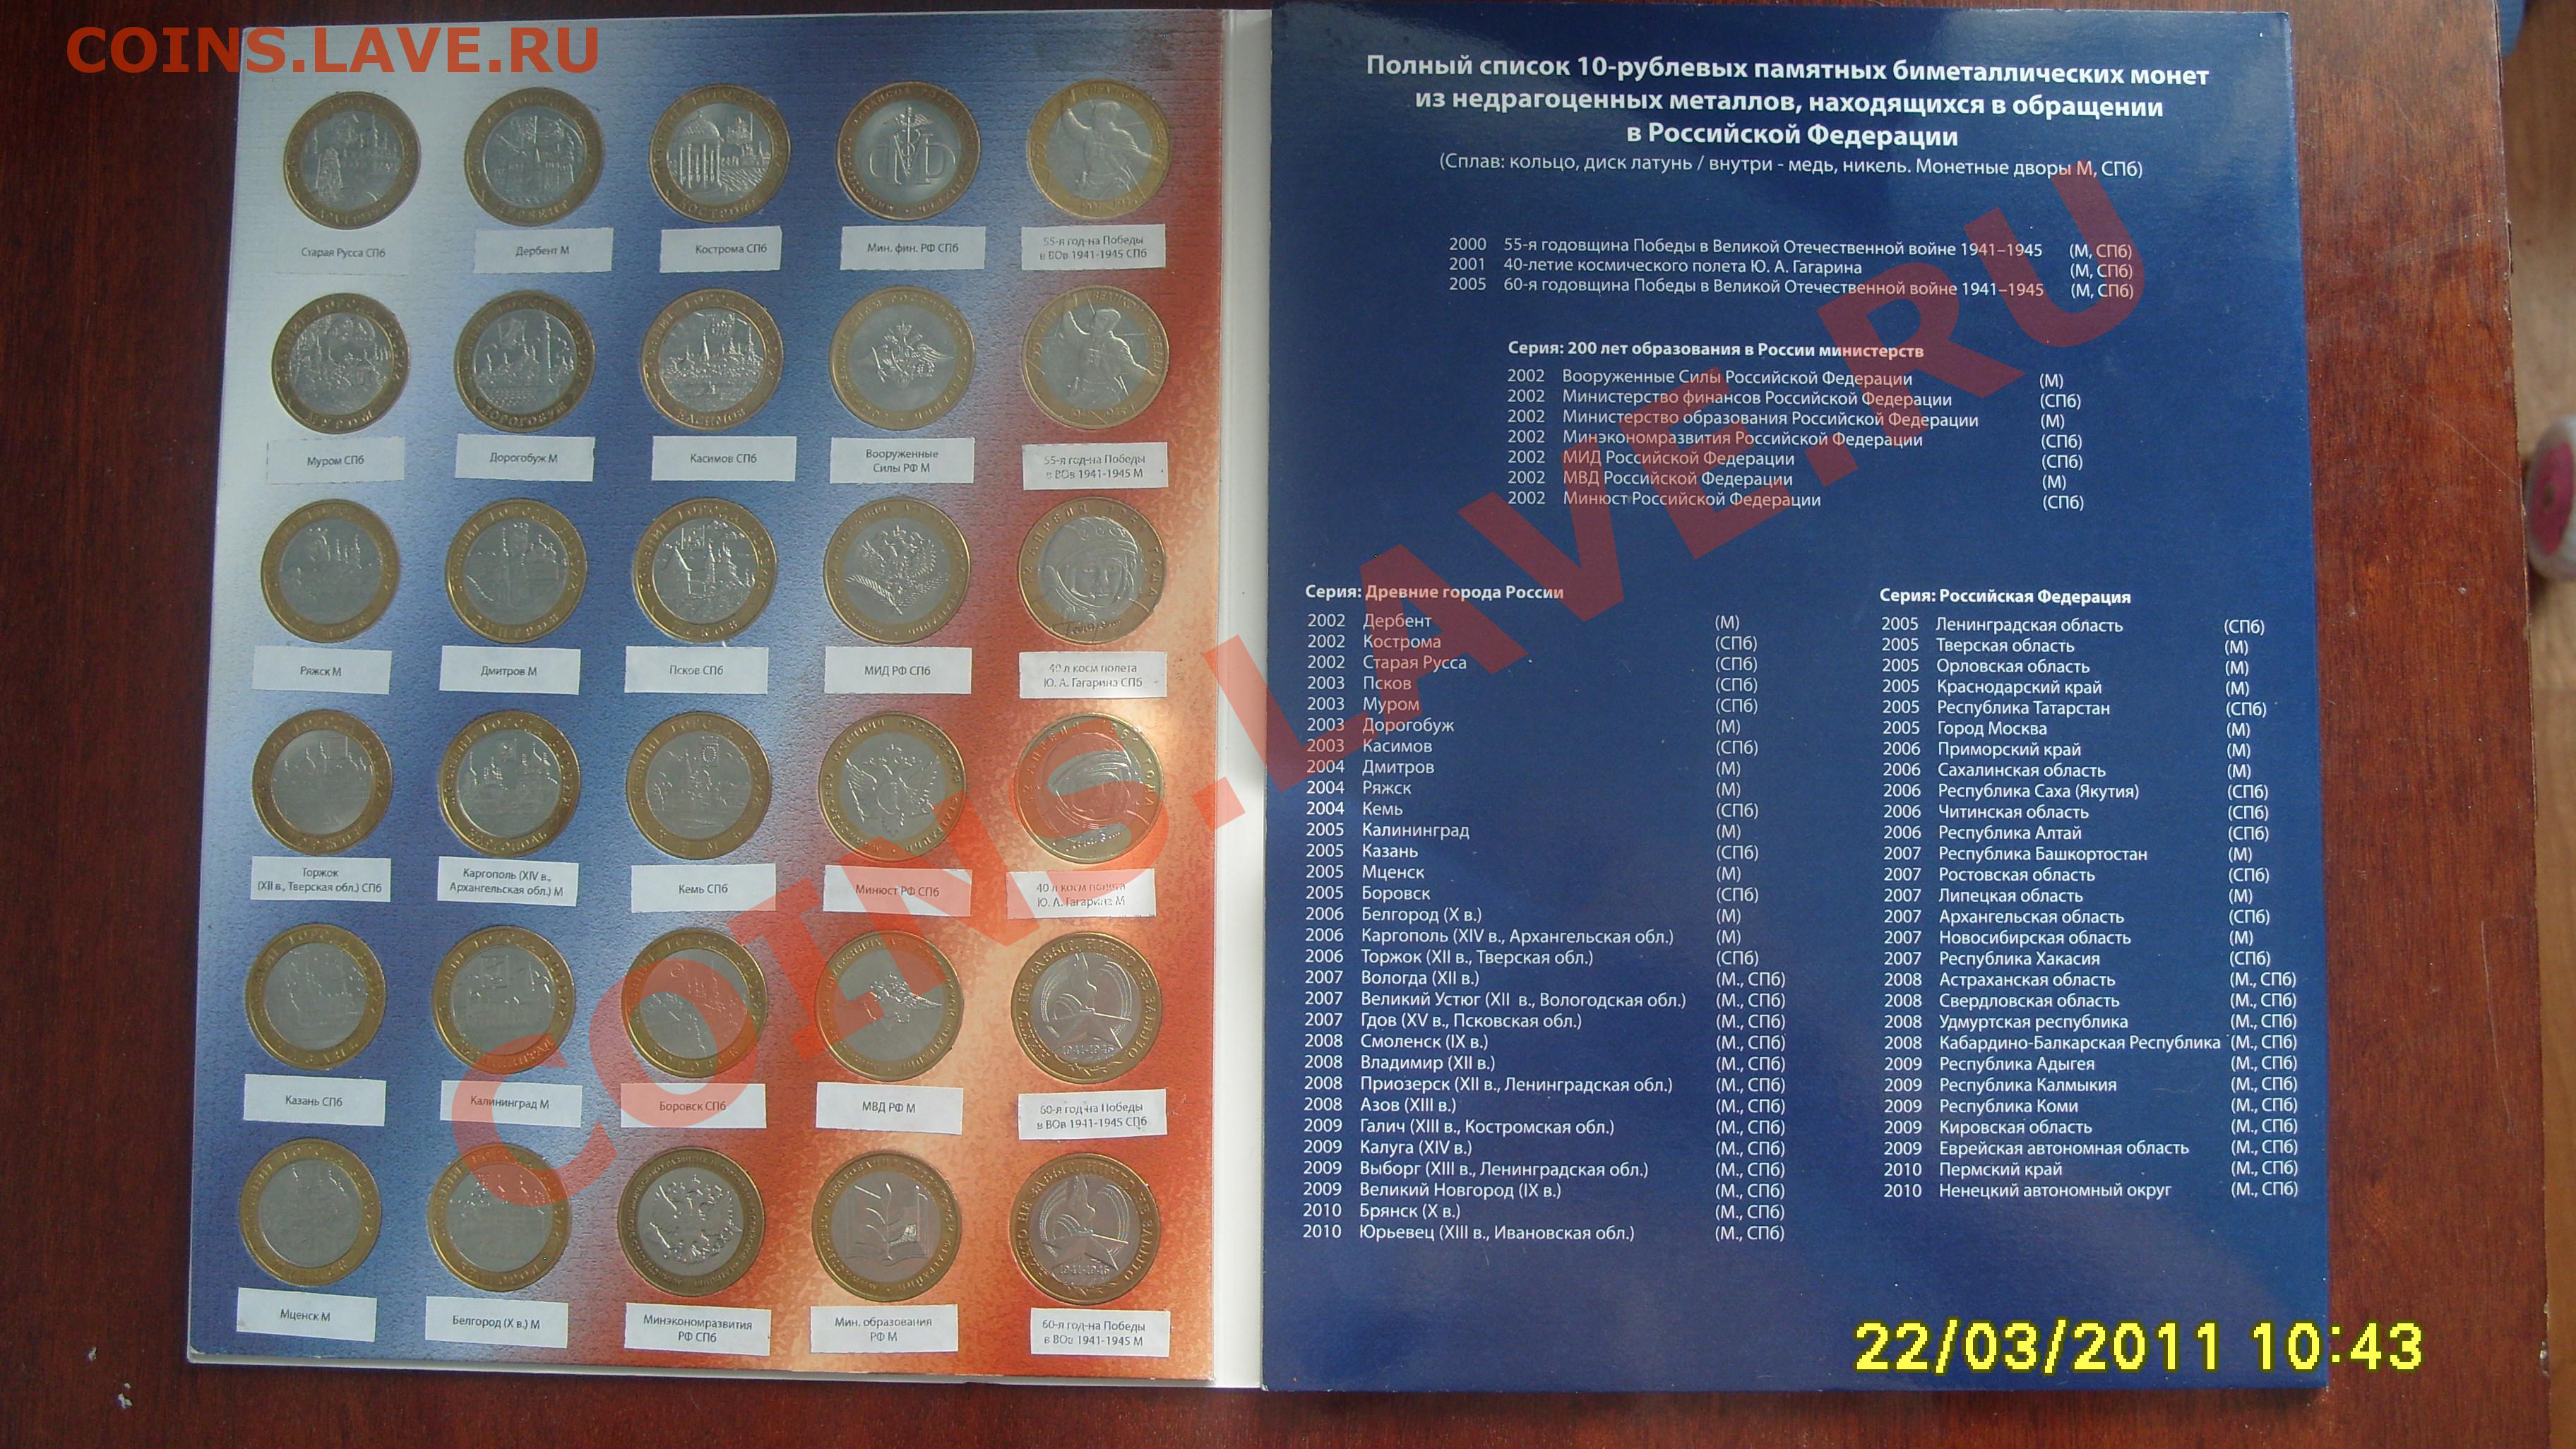 COINS.LAVE.RU
Старая Русса СПб
Дербент М
Кострома СПб
Мин. фин. РФ СПб
55-я год-на Победы
в ВОв 1941-1945 СПб
Муром СПб
Дорогобуж М
Касимов СПб
Вооруженные
Силы РФ М
55-я год-на Победы
в ВОв 1941-1945 М
Ряжск М
Дмитров М
Псков СПб
МИД РФ СПб
40 л косм полета
Ю. А. Гагарина СПб
Торжок
(XII в., Тверская обл.) СПб
Каргополь (XIV в.,
Архангельская обл.) М
Кемь СПб
Минюст РФ СПб
40 л косм полета
Ю. А. Гагарина М
Казань СПб
Калининград М
Боровск СПб
МВД РФ М
60-я год-на Победы
в ВОв 1941-1945 СПб
Мценск М
Белгород (X в.) М
Минэкономразвития
РФ СПб
Мин. образования
РФ М
60-я год-на Победы
в ВОв 1941-1945 М
Полный список 10-рублевых памятных биметаллических монет
из недрагоценных металлов, находящихся в обращении
в Российской Федерации
(Сплав: кольцо, диск латунь / внутри - медь, никель. Монетные дворы М, СПб)
2000 55-я годовщина Победы в Великой Отечественной войне 1941–1945 (М, СПб)
2001 40-летие космического полета Ю. А. Гагарина (М, СПб)
2005 60-я годовщина Победы в Великой Отечественной войне 1941–1945 (М, СПб)
Серия: 200 лет образования в России министерств
2002 Вооруженные Силы Российской Федерации (М)
2002 Министерство финансов Российской Федерации (СПб)
2002 Министерство образования Российской Федерации (М)
2002 Минэкономразвития Российской Федерации (СПб)
2002 МИД Российской Федерации (СПб)
2002 МВД Российской Федерации (М)
2002 Минюст Российской Федерации (СПб)
Серия: Древние города России
2002 Дербент (М)
2002 Кострома (СПб)
2002 Старая Русса (СПб)
2003 Псков (СПб)
2003 Муром (СПб)
2003 Дорогобуж (М)
2003 Касимов (СПб)
2004 Дмитров (М)
2004 Ряжск (М)
2004 Кемь (СПб)
2005 Калининград (М)
2005 Казань (СПб)
2005 Мценск (М)
2005 Боровск (СПб)
2006 Белгород (X в.) (М)
2006 Каргополь (XIV в., Архангельская обл.) (М)
2006 Торжок (XII в., Тверская обл.) (СПб)
2007 Вологда (XII в.) (М., СПб)
2007 Великий Устюг (XII в., Вологодская обл.) (М., СПб)
2007 Гдов (XV в., Псковская обл.) (М., СПб)
2008 Смоленск (IX в.) (М., СПб)
2008 Владимир (XII в.) (М., СПб)
2008 Приозерск (XII в., Ленинградская обл.) (М., СПб)
2008 Азов (XIII в.) (М., СПб)
2009 Галич (XIII в., Костромская обл.) (М., СПб)
2009 Калуга (XIV в.) (М., СПб)
2009 Выборг (XIII в., Ленинградская обл.) (М., СПб)
2009 Великий Новгород (IX в.) (М., СПб)
2010 Брянск (X в.) (М., СПб)
2010 Юрьевец (XIII в., Ивановская обл.) (М., СПб)
Серия: Российская Федерация
2005 Ленинградская область (СПб)
2005 Тверская область (М)
2005 Орловская область (М)
2005 Краснодарский край (М)
2005 Республика Татарстан (СПб)
2005 Город Москва (М)
2006 Приморский край (М)
2006 Сахалинская область (М)
2006 Республика Саха (Якутия) (СПб)
2006 Читинская область (СПб)
2006 Республика Алтай (СПб)
2007 Республика Башкортостан (М)
2007 Ростовская область (СПб)
2007 Липецкая область (М)
2007 Архангельская область (СПб)
2007 Новосибирская область (М)
2007 Республика Хакасия (СПб)
2008 Астраханская область (М., СПб)
2008 Свердловская область (М., СПб)
2008 Удмуртская республика (М., СПб)
2008 Кабардино-Балкарская Республика (М., СПб)
2009 Республика Адыгея (М., СПб)
2009 Республика Калмыкия (М., СПб)
2009 Республика Коми (М., СПб)
2009 Кировская область (М., СПб)
2009 Еврейская автономная область (М., СПб)
2010 Пермский край (М., СПб)
2010 Ненецкий автономный округ (М., СПб)
COINS.LAVE.RU
22/03/2011 10:43